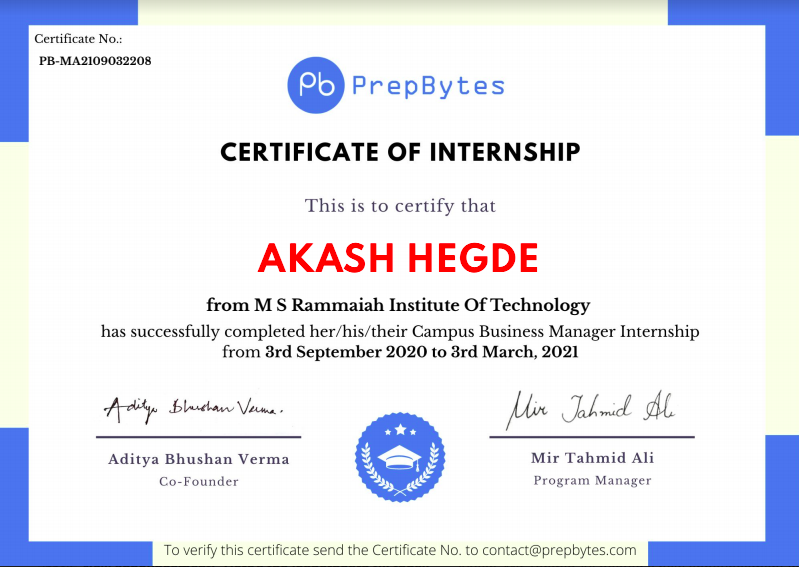 Certificate No.:
PB-MA2109032208
Pb PrepBytes
CERTIFICATE OF INTERNSHIP
This is to certify that
AKASH HEGDE
from M S Rammaiah Institute Of Technology
has successfully completed her/his/their Campus Business Manager Internship
from 3rd September 2020 to 3rd March, 2021
Aditya Bhushan Verma.
Mir Tahmid Ali
Aditya Bhushan Verma
Mir Tahmid Ali
Co-Founder
Program Manager
To verify this certificate send the Certificate No. to contact@prepbytes.com